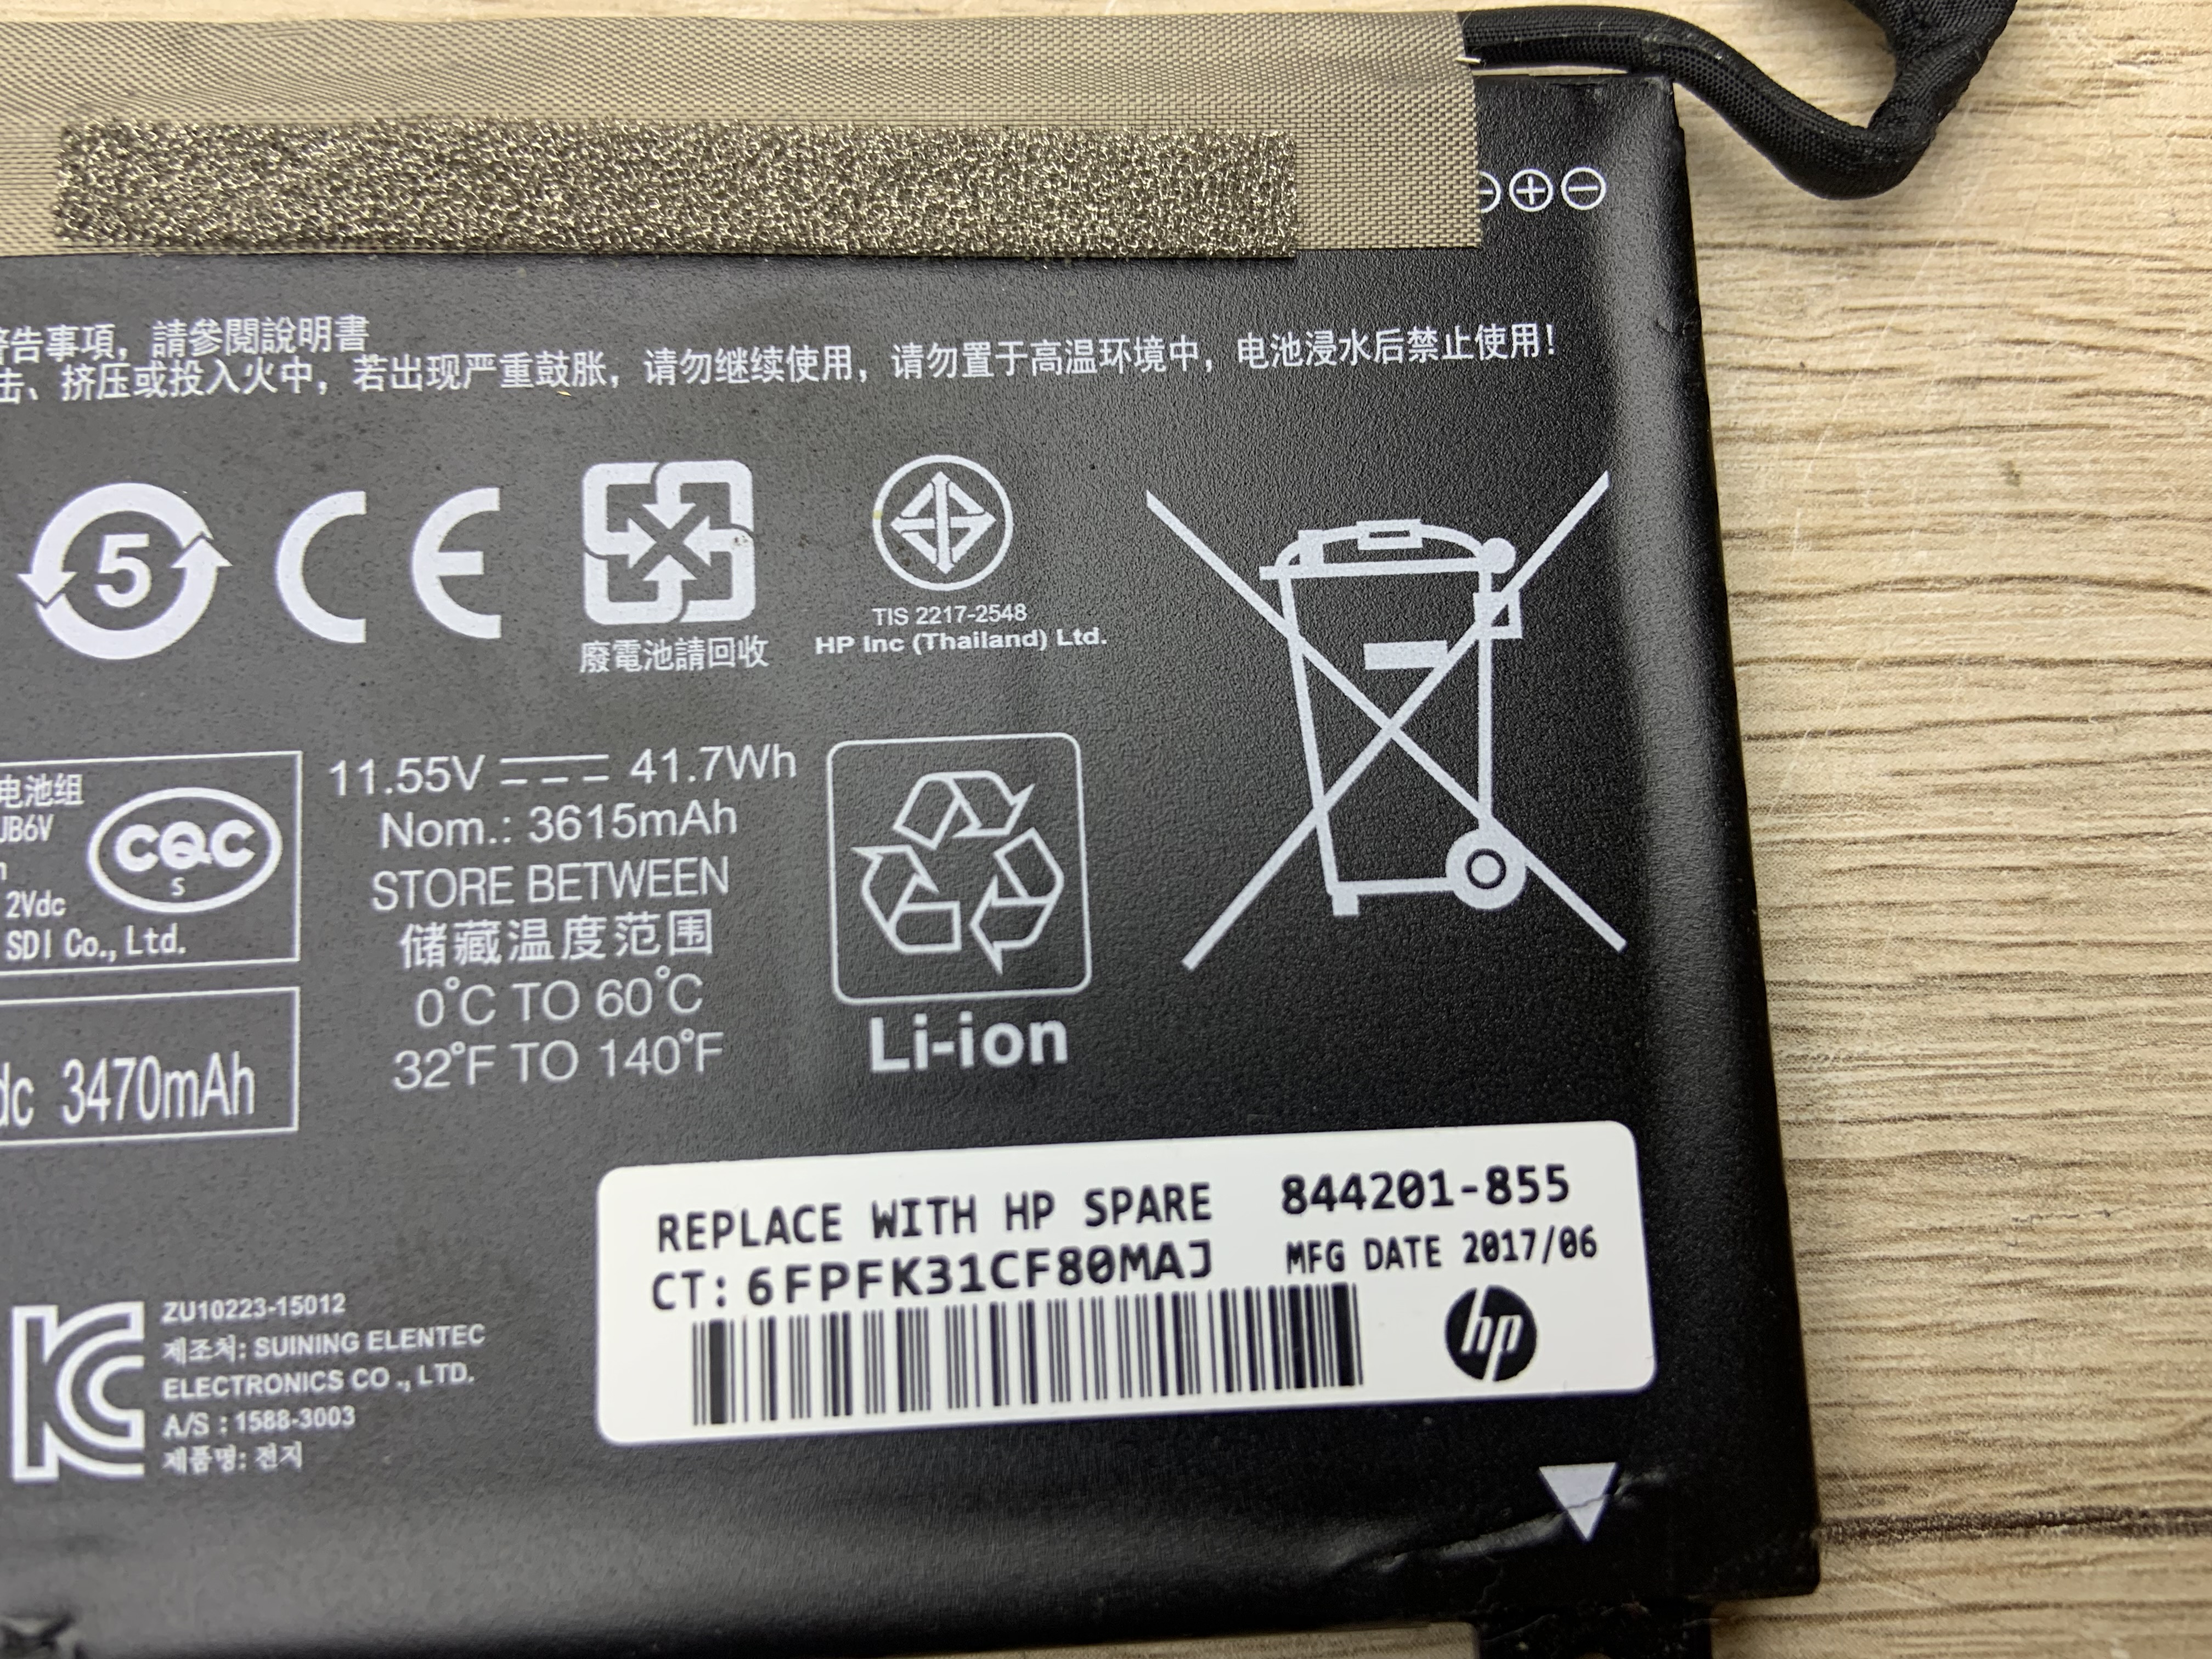 告事項，請參閱說明書
击、挤压或投入火中，若出现严重鼓胀，请勿继续使用，请勿置于高温环境中，电池浸水后禁止使用！
5
CE
廢電池請回收
TIS 2217-2548
HP Inc (Thailand) Ltd.
电池组
JB6V
2Vdc
SDI Co., Ltd.
CQC
S
dc 3470mAh
11.55V 41.7Wh
Nom.: 3615mAh
STORE BETWEEN
储藏温度范围
0°C TO 60°C
32°F TO 140°F
Li-ion
REPLACE WITH HP SPARE 844201-855
CT: 6FPFK31CF80MAJ MFG DATE 2017/06
hp
ZU10223-15012
제조처: SUINING ELENTEC
ELECTRONICS CO ., LTD.
A/S : 1588-3003
제품명: 전지